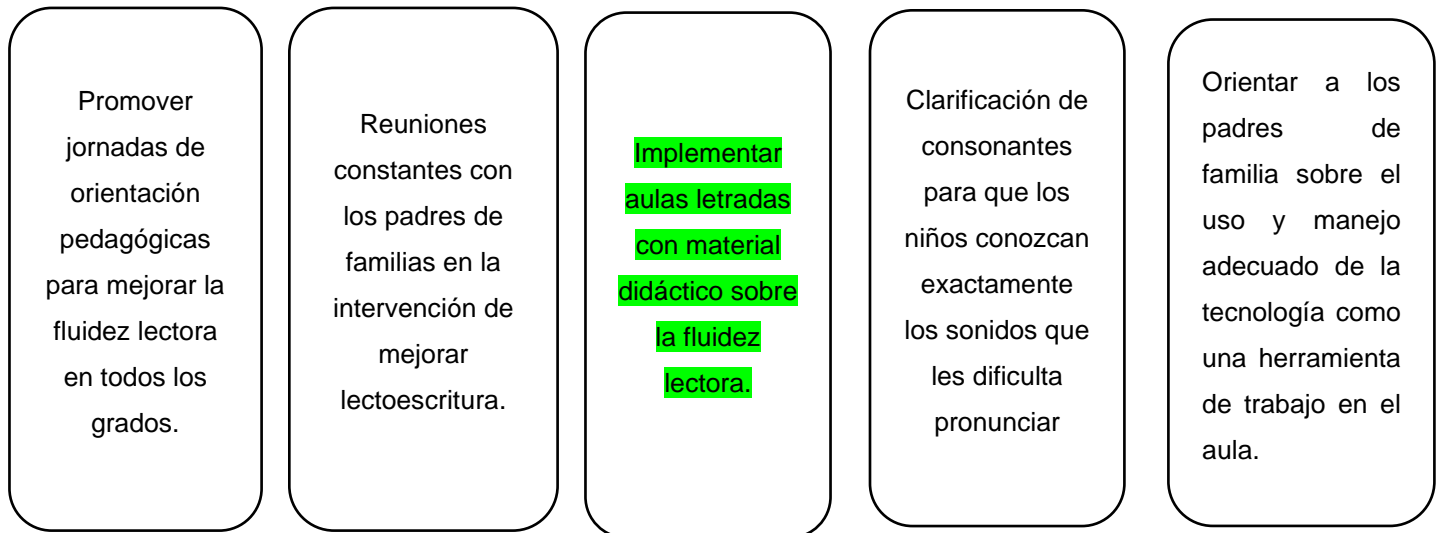 Promover
jornadas de
orientación
pedagógicas
para mejorar la
fluidez lectora
en todos los
grados.
Reuniones
constantes con
los padres de
familias en la
intervención de
mejorar
lectoescritura.
Implementar
aulas letradas
con material
didáctico sobre
la fluidez
lectora.
Clarificación de
consonantes
para que los
niños conozcan
exactamente
los sonidos que
les dificulta
pronunciar
Orientar a los
padres de
familia sobre el
uso y manejo
adecuado de la
tecnología como
una herramienta
de trabajo en el
aula.